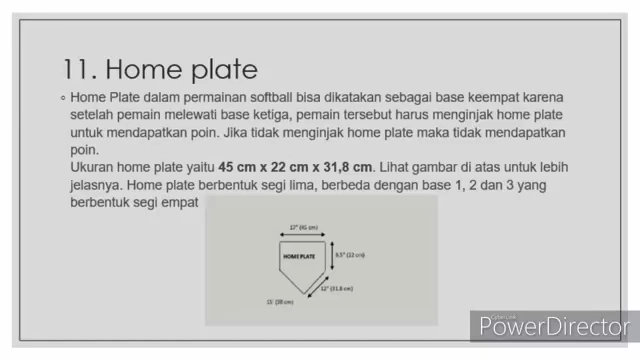 11. Home plate
Home Plate dalam permainan softball bisa dikatakan sebagai base keempat karena
setelah pemain melewati base ketiga, pemain tersebut harus menginjak home plate
untuk mendapatkan poin. Jika tidak menginjak home plate maka tidak mendapatkan
poin.
Ukuran home plate yaitu 45 cm x 22 cm x 31,8 cm. Lihat gambar di atas untuk lebih
jelasnya. Home plate berbentuk segi lima, berbeda dengan base 1, 2 dan 3 yang
berbentuk segi empat
17" (45 cm)
HOME PLATE
8.5" (22 cm)
12" (31.8 cm)
15' (38 cm)
CyberLink
PowerDirector